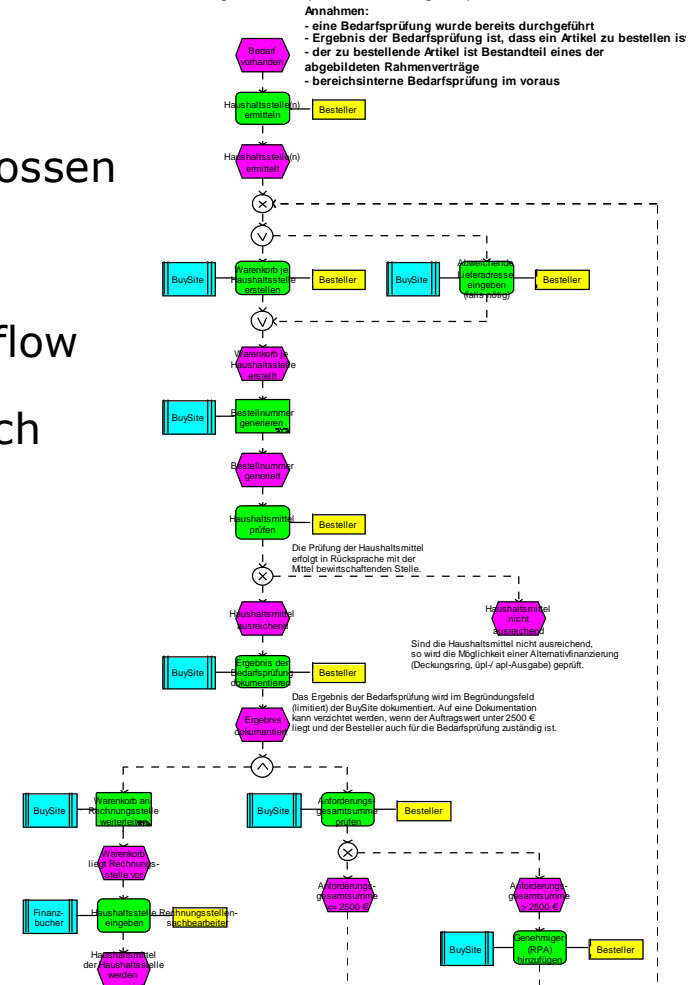 Annahmen:
- eine Bedarfsprüfung wurde bereits durchgeführt
- Ergebnis der Bedarfsprüfung ist, dass ein Artikel zu bestellen ist
- der zu bestellende Artikel ist Bestandteil eines der
abgebildeten Rahmenverträge
- bereichsinterne Bedarfsprüfung im voraus
Bedarf
vorhanden
Haushaltsstelle(n)
ermitteln
Besteller
ossen
Haushaltsstelle(n)
ermittelt
BuySite
Warenkorb je
Haushaltsstelle
erstellen
Besteller
BuySite
Abweichende
Lieferadresse
eingeben
(falls nötig)
Besteller
flow
Warenkorb je
Haushaltsstelle
erstellt
ch
BuySite
Bestellnummer
generieren
Bestellnummer
generiert
Haushaltsmittel
prüfen
Besteller
Die Prüfung der Haushaltsmittel
erfolgt in Rücksprache mit der
Mittel bewirtschaftenden Stelle.
Haushaltsmittel
ausreichend
Haushaltsmittel
nicht
ausreichend
Sind die Haushaltsmittel nicht ausreichend,
so wird die Möglichkeit einer Alternativfinanzierung
(Deckungsring, üpl-/ apl-Ausgabe) geprüft.
BuySite
Ergebnis der
Bedarfsprüfung
dokumentieren
Besteller
Das Ergebnis der Bedarfsprüfung wird im Begründungsfeld
(limitiert) der BuySite dokumentiert. Auf eine Dokumentation
kann verzichtet werden, wenn der Auftragswert unter 2500 €
liegt und der Besteller auch für die Bedarfsprüfung zuständig ist.
Ergebnis
dokumentiert
BuySite
Warenkorb an
Rechnungsstelle
weiterleiten
BuySite
Anforderungs-
gesamtsumme
prüfen
Besteller
Warenkorb
liegt Rechnungs-
stelle vor
Anforderungs-
gesamtsumme
<= 2500 €
Anforderungs-
gesamtsumme
> 2500 €
Finanz-
bucher
Haushaltsstelle
eingeben
Rechnungsstellen-
sachbearbeiter
BuySite
Genehmiger
(RPA)
hinzufügen
Besteller
Haushaltsmittel
der Haushaltsstelle
werden